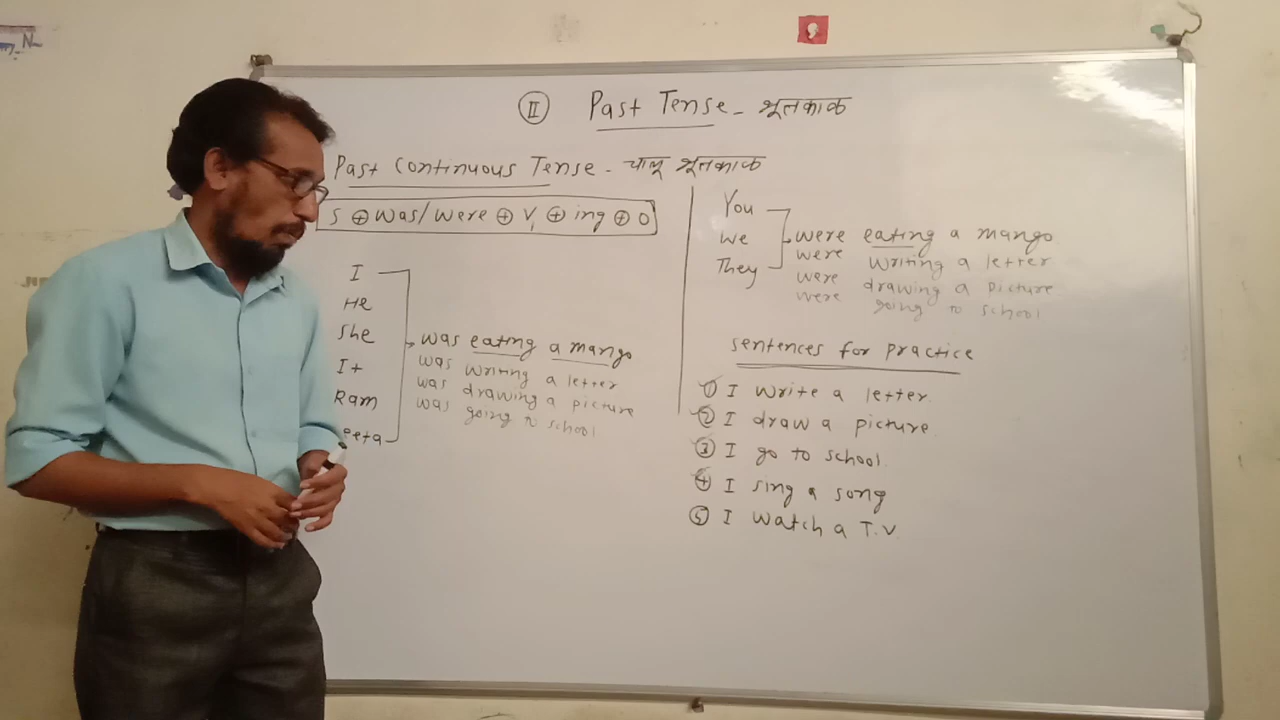 II Past Tense - भूतकाळ
Past Continuous Tense - चालू भूतकाळ
S ⊕ was/were ⊕ V₁ ⊕ ing ⊕ O
I
He
She
It
Ram
eeta
was eating a mango
was writing a letter
was drawing a picture
was going to school
You
we
They
were eating a mango
were writing a letter
were drawing a picture
were going to school
sentences for practice
① I write a letter.
② I draw a picture.
③ I go to school.
④ I sing a song
⑤ I watch a T.V.